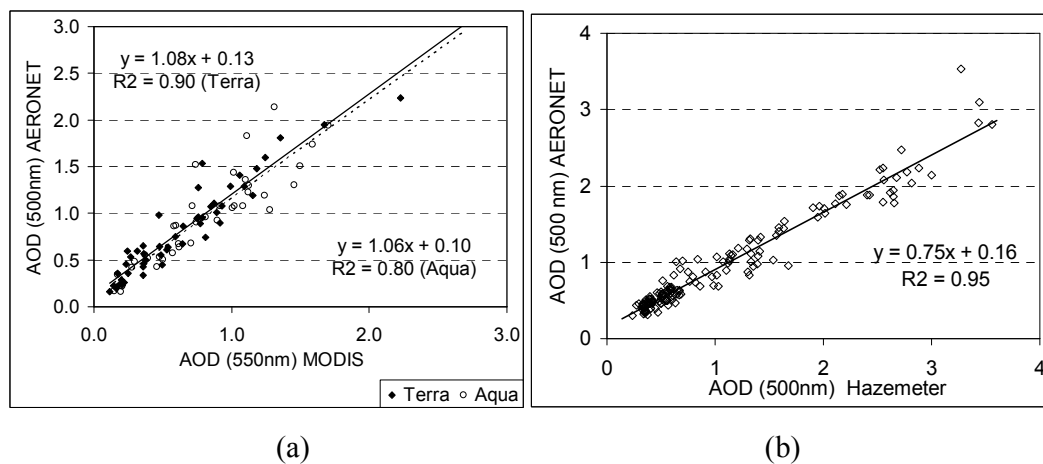 3.0
2.5
2.0
1.5
1.0
0.5
0.0
AOD (500nm) AERONET
y = 1.08x + 0.13
R2 = 0.90 (Terra)
y = 1.06x + 0.10
R2 = 0.80 (Aqua)
0.0 1.0 2.0 3.0
AOD (550nm) MODIS
Terra Aqua
(a)
4
3
2
1
0
AOD (500 nm) AERONET
y = 0.75x + 0.16
R2 = 0.95
0 1 2 3 4
AOD (500nm) Hazemeter
(b)